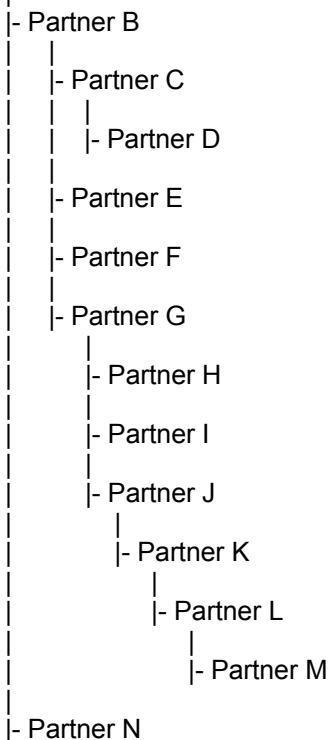 |- Partner B
|- Partner C
|- Partner D
|- Partner E
|- Partner F
|- Partner G
|- Partner H
|- Partner I
|- Partner J
|- Partner K
|- Partner L
|- Partner M
|- Partner N